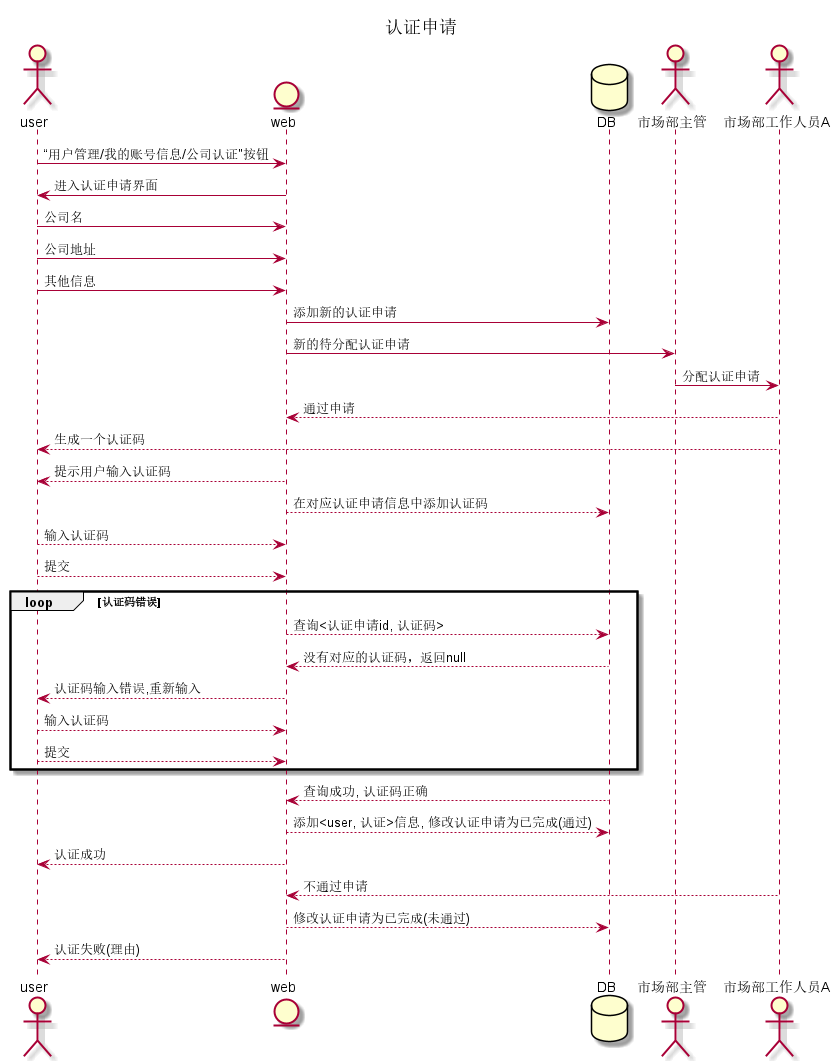 认证申请
user
web
DB
市场部主管
市场部工作人员A
“用户管理/我的账号信息/公司认证”按钮
进入认证申请界面
公司名
公司地址
其他信息
添加新的认证申请
新的待分配认证申请
分配认证申请
通过申请
生成一个认证码
提示用户输入认证码
在对应认证申请信息中添加认证码
输入认证码
提交
loop [认证码错误]
查询<认证申请id, 认证码>
没有对应的认证码，返回null
认证码输入错误,重新输入
输入认证码
提交
查询成功, 认证码正确
添加<user, 认证>信息, 修改认证申请为已完成(通过)
认证成功
不通过申请
修改认证申请为已完成(未通过)
认证失败(理由)
user
web
DB
市场部主管
市场部工作人员A